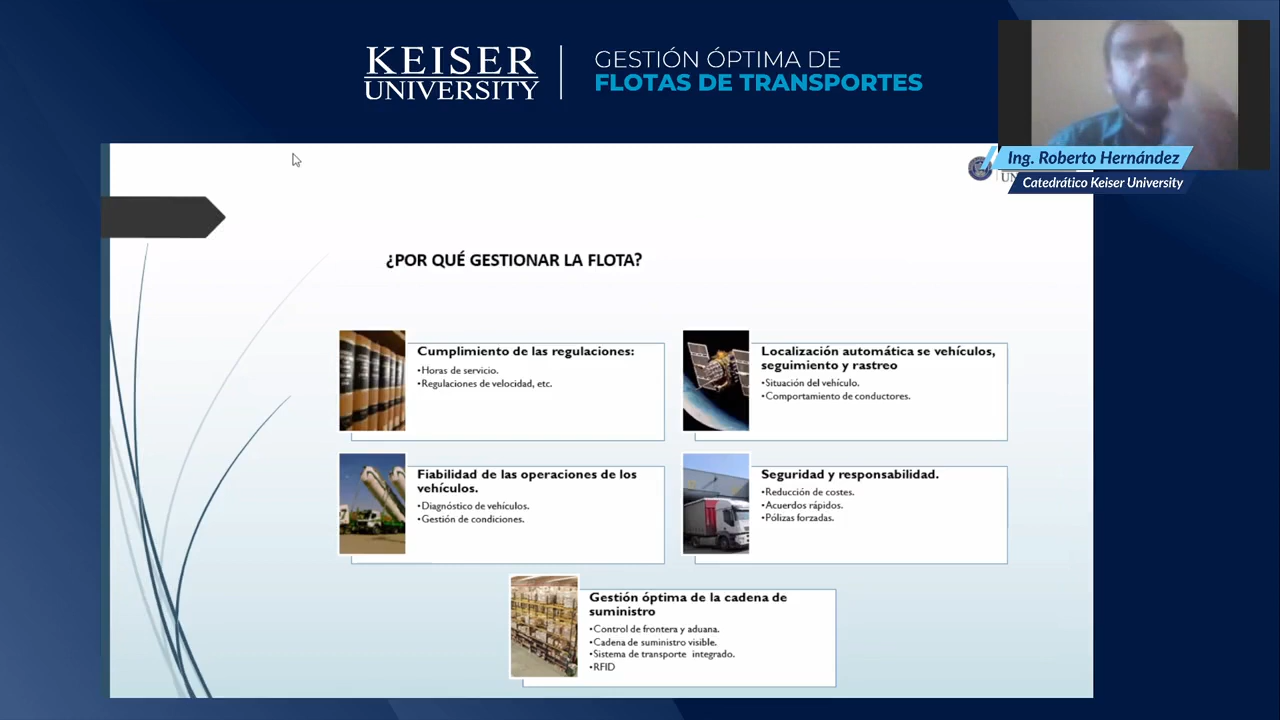 KEISER
UNIVERSITY
GESTIÓN ÓPTIMA DE
FLOTAS DE TRANSPORTES
Ing. Roberto Hernández
Catedrático Keiser University
¿POR QUÉ GESTIONAR LA FLOTA?
Cumplimiento de las regulaciones:
•Horas de servicio.
•Regulaciones de velocidad, etc.
Localización automática se vehículos,
seguimiento y rastreo
•Situación del vehículo.
•Comportamiento de conductores.
Fiabilidad de las operaciones de los
vehículos.
•Diagnóstico de vehículos.
•Gestión de condiciones.
Seguridad y responsabilidad.
•Reducción de costes.
•Acuerdos rápidos.
•Pólizas forzadas.
Gestión óptima de la cadena de
suministro
•Control de frontera y aduana.
•Cadena de suministro visible.
•Sistema de transporte integrado.
•RFID